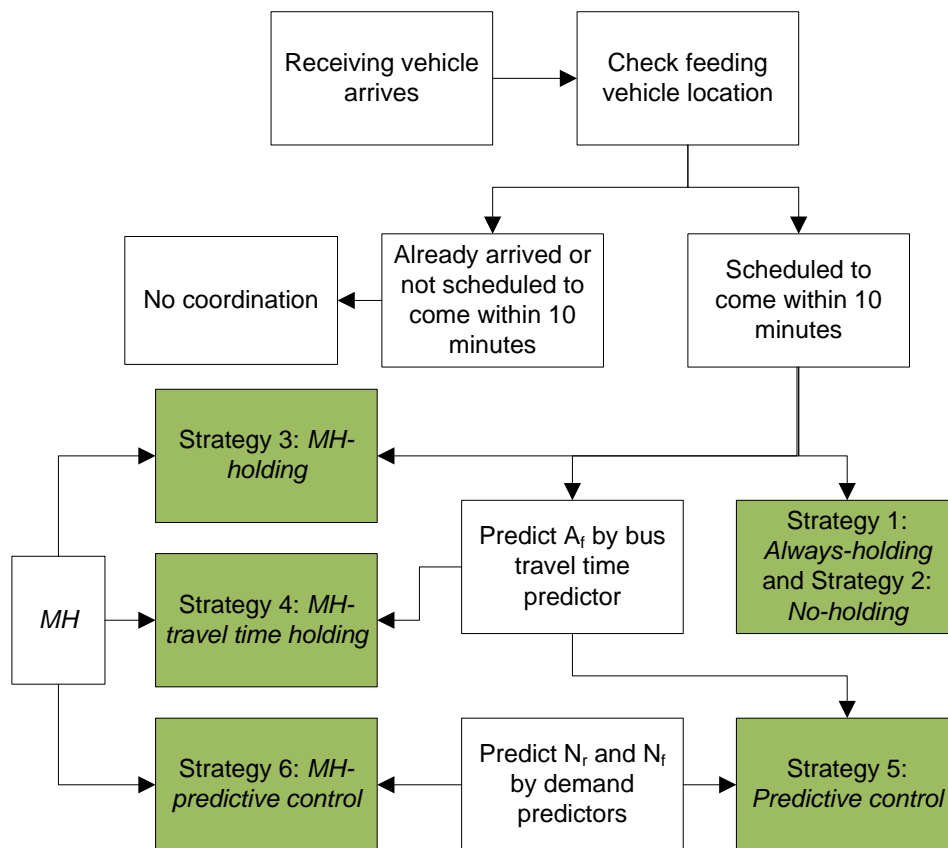 Receiving vehicle
arrives
Check feeding
vehicle location
No coordination
Already arrived or
not scheduled to
come within 10
minutes
Scheduled to
come within 10
minutes
Strategy 3: MH-
holding
MH
Strategy 4: MH-
travel time holding
Predict Af by bus
travel time
predictor
Strategy 1:
Always-holding
and Strategy 2:
No-holding
Strategy 6: MH-
predictive control
Predict Nr and Nf
by demand
predictors
Strategy 5:
Predictive control